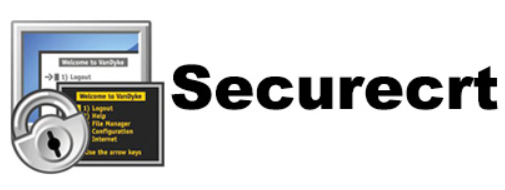 Welcome to VanDyke
1) Logout
Welcome to VanDyke
1) Logout
2) Help
File Manager
Configuration
Internet
Use the arrow keys
Securecrt